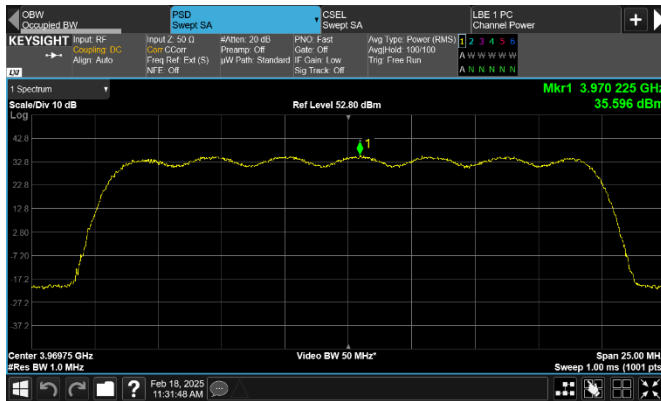 OBW
Occupied BW
PSD
Swept SA
CSEL
Swept SA
LBE 1 PC
Channel Power
KEYSIGHT
Input: RF
Coupling: DC
Align: Auto
Input Z: 50 Ω
Corr CCorr
Freq Ref: Ext (S)
NFE: Off
#Atten: 20 dB
Preamp: Off
µW Path: Standard
PNO: Fast
Gate: Off
IF Gain: Low
Sig Track: Off
Avg Type: Power (RMS)
Avg|Hold: 100/100
Trig: Free Run
1 2 3 4 5 6
A W W W W W
A N N N N N
LXI
1 Spectrum
Mkr1 3.970 225 GHz
35.596 dBm
Scale/Div 10 dB
Ref Level 52.80 dBm
Log
1
42.8
32.8
22.8
12.8
2.80
-7.20
-17.2
-27.2
-37.2
Center 3.96975 GHz
Video BW 50 MHz*
Span 25.00 MH
#Res BW 1.0 MHz
Sweep 1.00 ms (1001 pts
Feb 18, 2025
11:31:48 AM